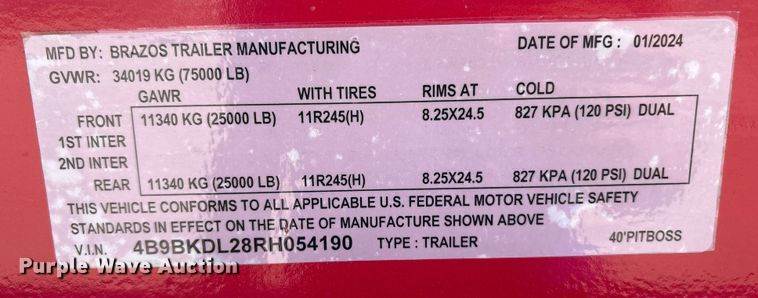 MFD BY: BRAZOS TRAILER MANUFACTURING DATE OF MFG : 01/2024
GVWR: 34019 KG (75000 LB)
GAWR WITH TIRES RIMS AT COLD
FRONT 11340 KG (25000 LB) 11R245(H) 8.25X24.5 827 KPA (120 PSI) DUAL
1ST INTER
2ND INTER
REAR 11340 KG (25000 LB) 11R245(H) 8.25X24.5 827 KPA (120 PSI) DUAL
THIS VEHICLE CONFORMS TO ALL APPLICABLE U.S. FEDERAL MOTOR VEHICLE SAFETY
STANDARDS IN EFFECT ON THE DATE OF MANUFACTURE SHOWN ABOVE
V.I.N. 4B9BKDL28RH054190 TYPE : TRAILER 40'PITBOSS
Purple Wave Auction